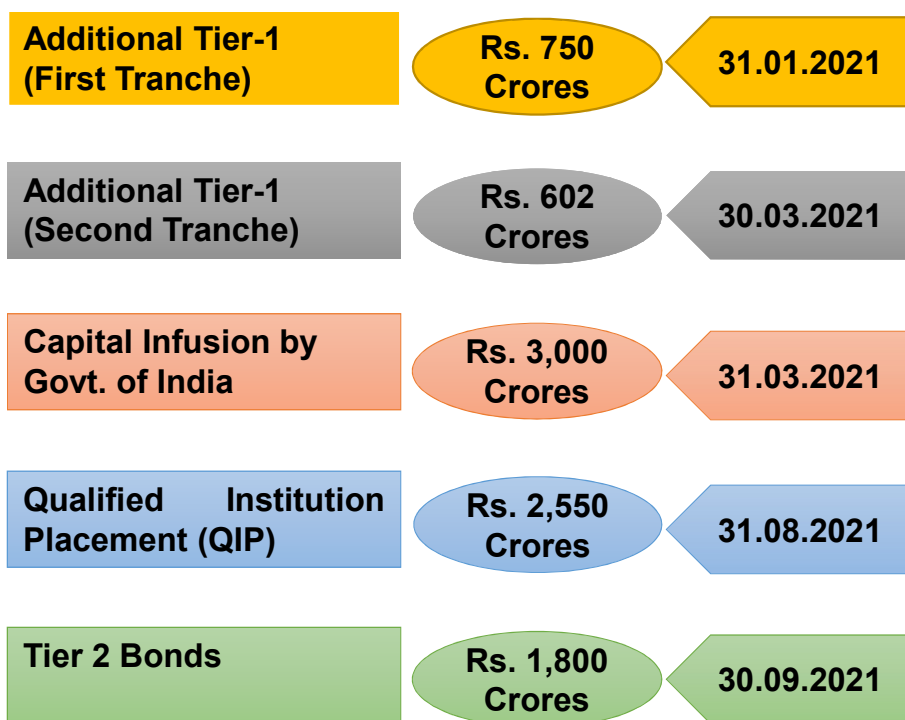 Additional Tier-1
(First Tranche)
Rs. 750
Crores
31.01.2021
Additional Tier-1
(Second Tranche)
Rs. 602
Crores
30.03.2021
Capital Infusion by
Govt. of India
Rs. 3,000
Crores
31.03.2021
Qualified Institution
Placement (QIP)
Rs. 2,550
Crores
31.08.2021
Tier 2 Bonds
Rs. 1,800
Crores
30.09.2021